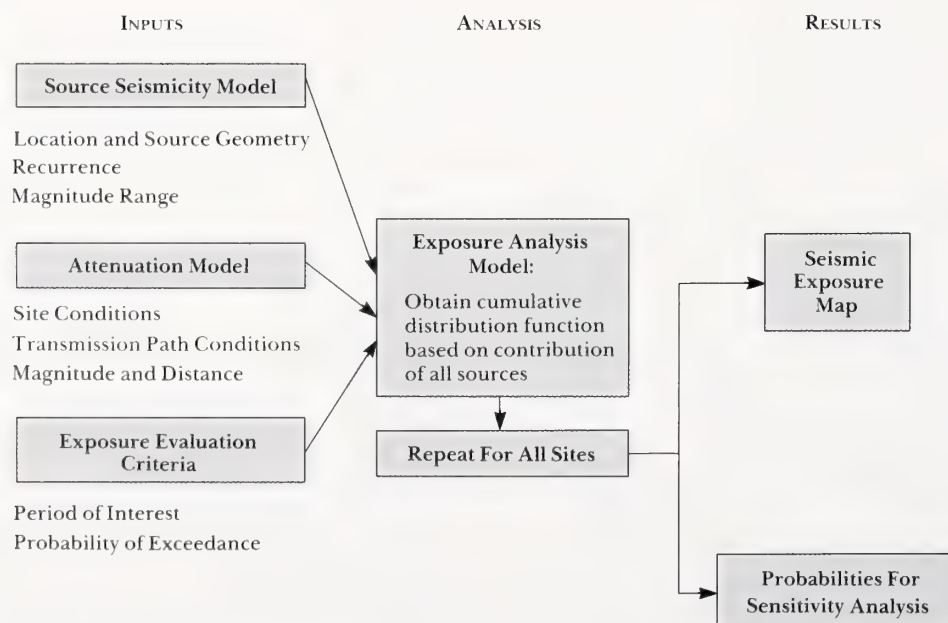 INPUTS
ANALYSIS
RESULTS
Source Seismicity Model
Location and Source Geometry
Recurrence
Magnitude Range
Attenuation Model
Site Conditions
Transmission Path Conditions
Magnitude and Distance
Exposure Evaluation
Criteria
Period of Interest
Probability of Exceedance
Exposure Analysis
Model:
Obtain cumulative
distribution function
based on contribution
of all sources
Repeat For All Sites
Seismic
Exposure
Map
Probabilities For
Sensitivity Analysis